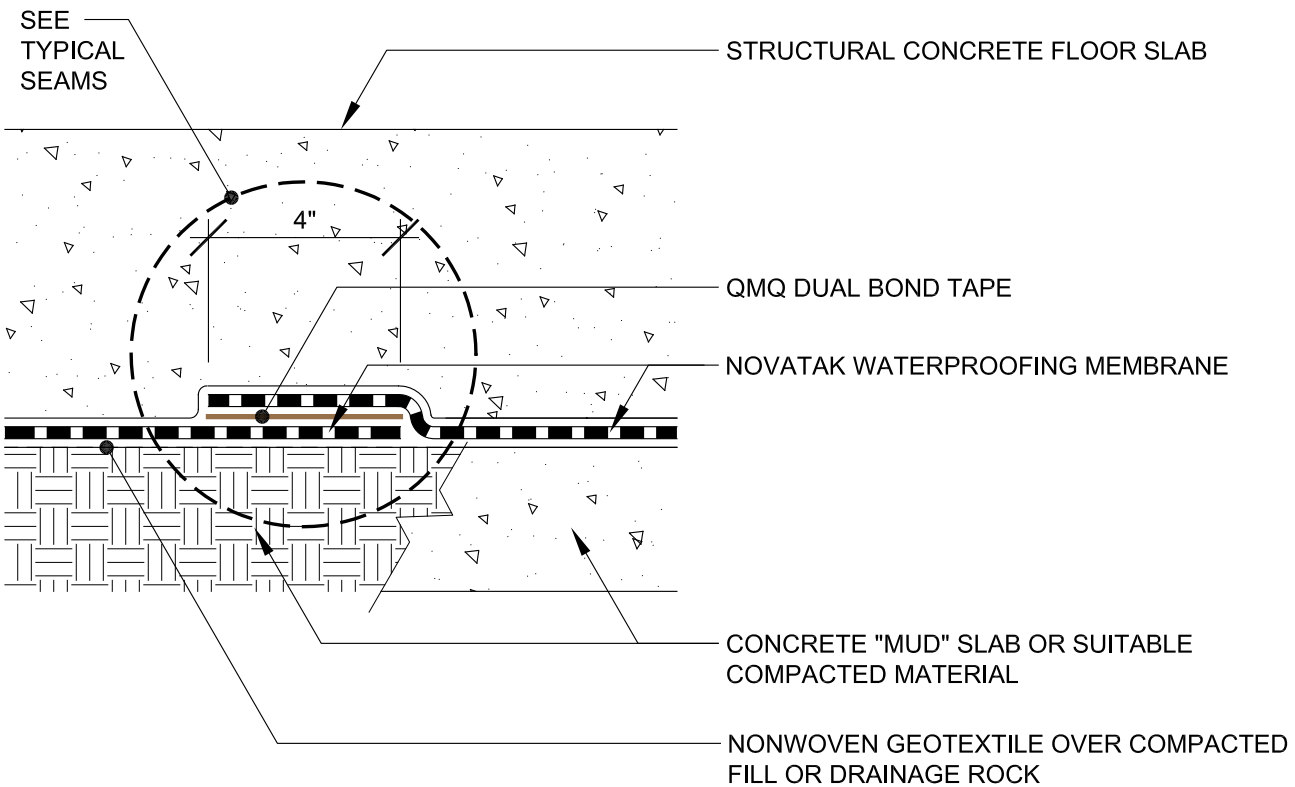 SEE
TYPICAL
SEAMS
STRUCTURAL CONCRETE FLOOR SLAB
4"
QMQ DUAL BOND TAPE
NOVATAK WATERPROOFING MEMBRANE
CONCRETE "MUD" SLAB OR SUITABLE
COMPACTED MATERIAL
NONWOVEN GEOTEXTILE OVER COMPACTED
FILL OR DRAINAGE ROCK